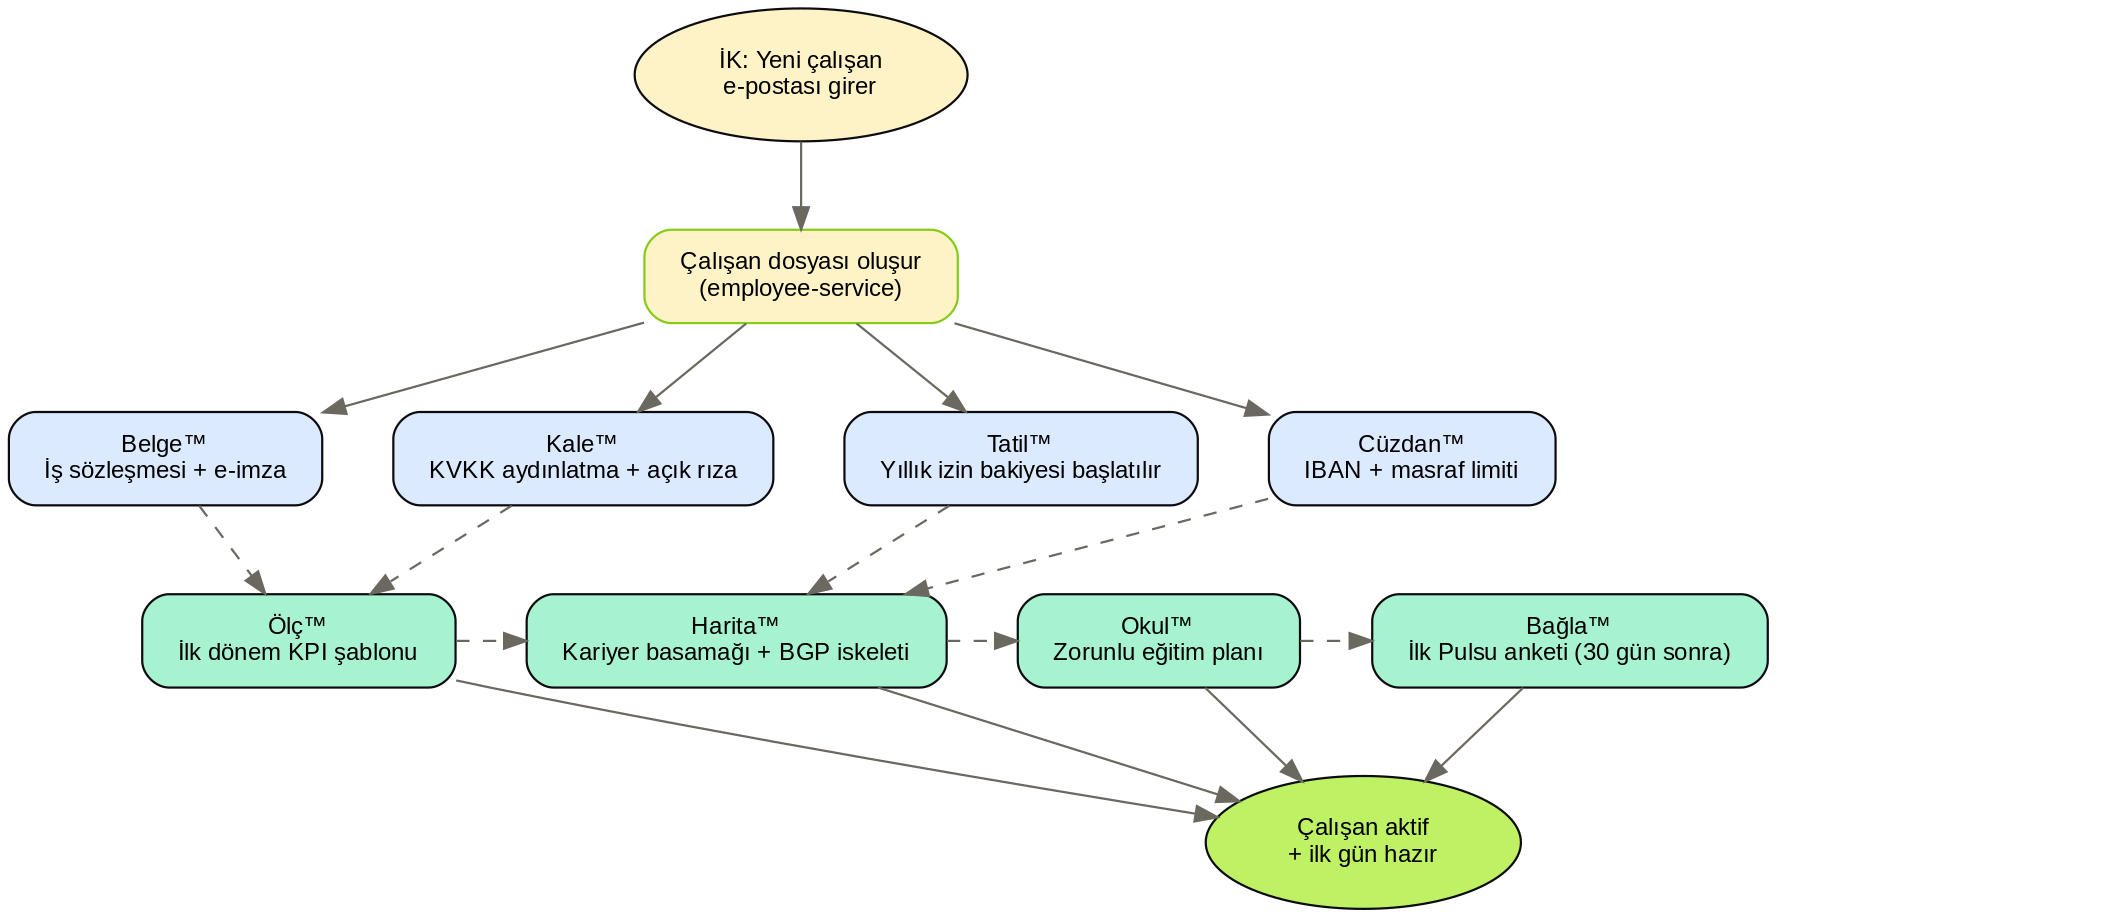 İK: Yeni çalışan
e-postası girer
Çalışan dosyası oluşur
(employee-service)
Belge™
İş sözleşmesi + e-imza
Kale™
KVKK aydınlatma + açık rıza
Tatil™
Yıllık izin bakiyesi başlatılır
Cüzdan™
IBAN + masraf limiti
Ölç™
İlk dönem KPI şablonu
Harita™
Kariyer basamağı + BGP iskeleti
Okul™
Zorunlu eğitim planı
Bağla™
İlk Pulsu anketi (30 gün sonra)
Çalışan aktif
+ ilk gün hazır